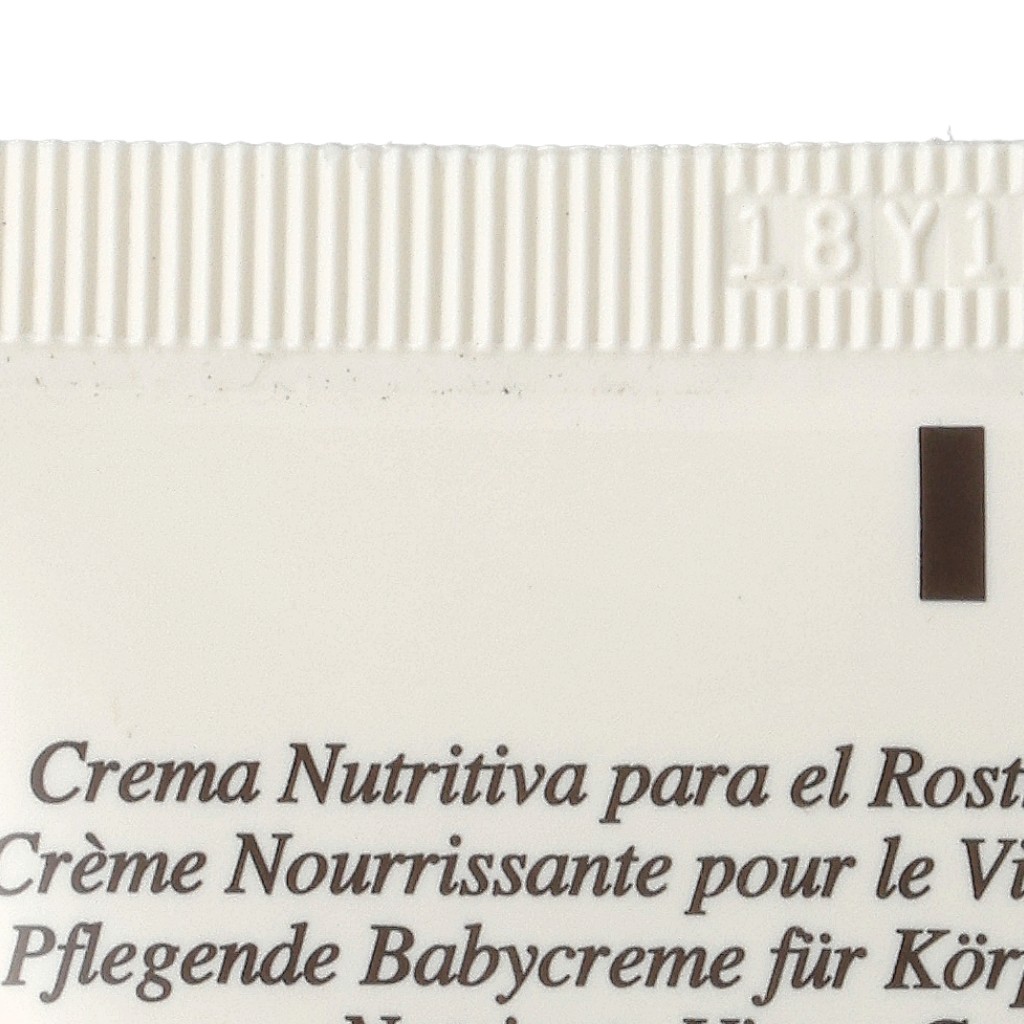 18Y1
Crema Nutritiva para el Rost
Crème Nourrissante pour le Vi
Pflegende Babycreme für Körp